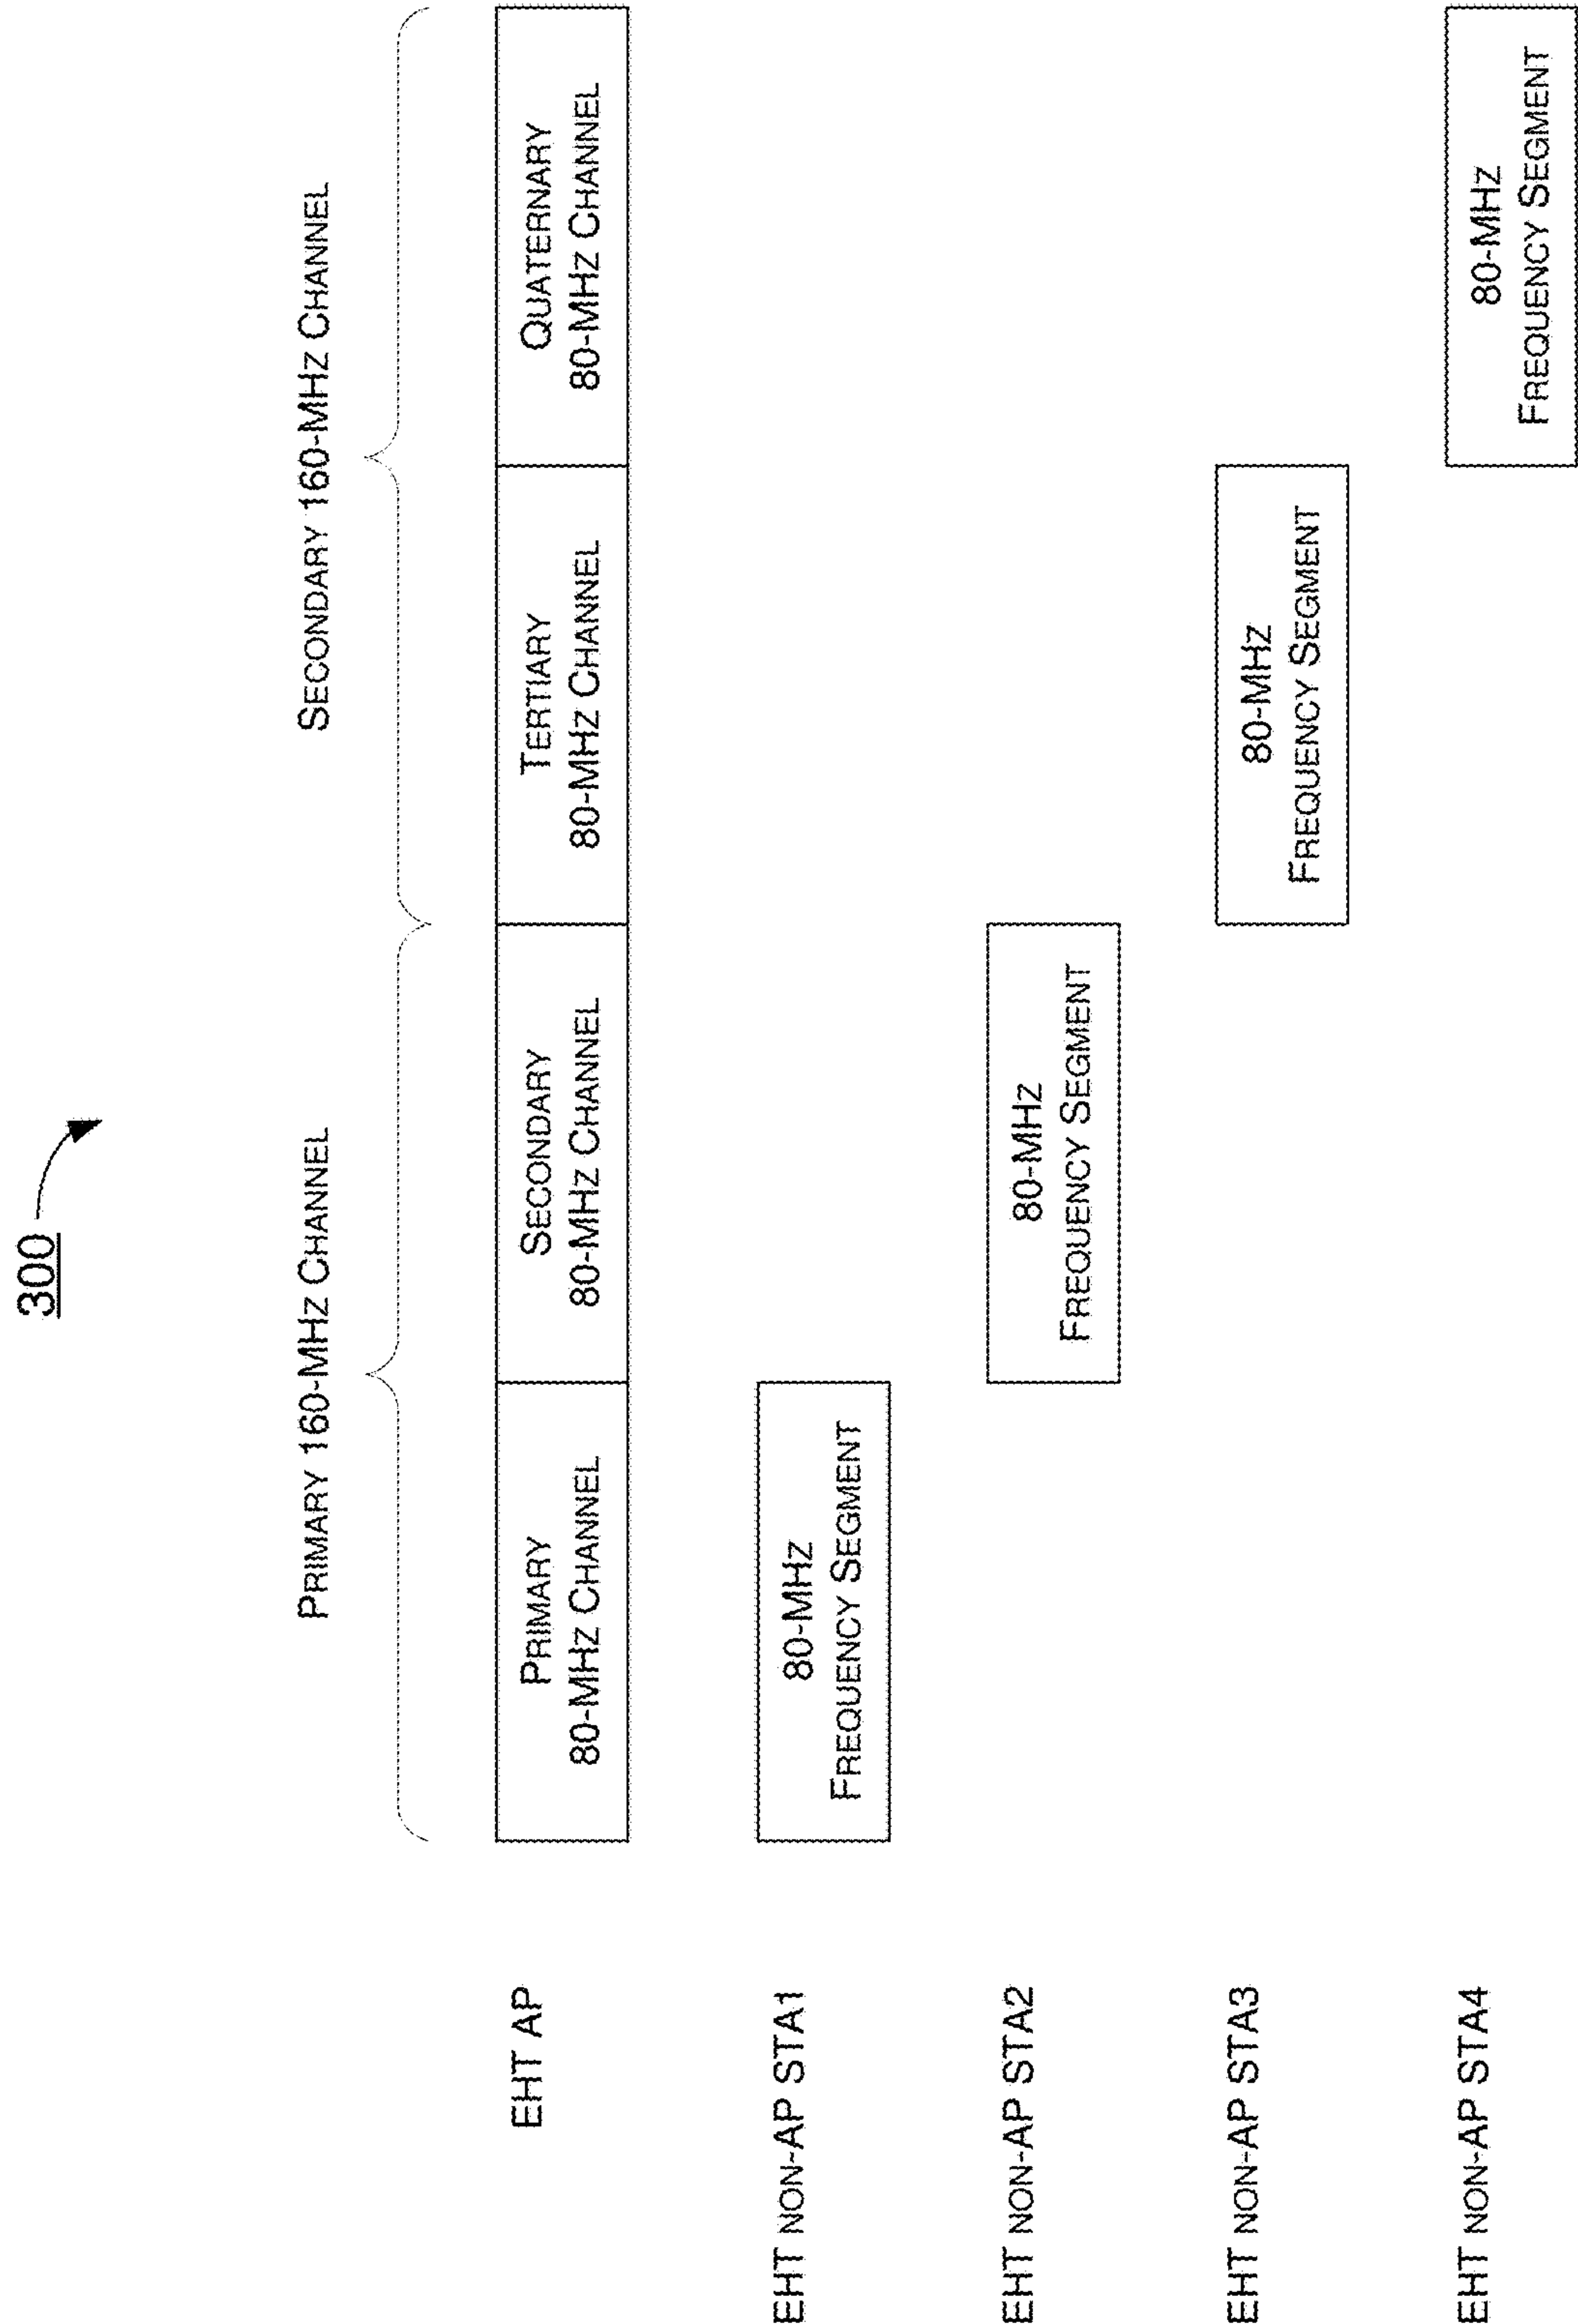 300
PRIMARY 160-MHZ CHANNEL
SECONDARY 160-MHZ CHANNEL
EHT AP
PRIMARY
80-MHZ CHANNEL
SECONDARY
80-MHZ CHANNEL
TERTIARY
80-MHZ CHANNEL
QUATERNARY
80-MHZ CHANNEL
EHT NON-AP STA1
80-MHZ
FREQUENCY SEGMENT
EHT NON-AP STA2
80-MHZ
FREQUENCY SEGMENT
EHT NON-AP STA3
80-MHZ
FREQUENCY SEGMENT
EHT NON-AP STA4
80-MHZ
FREQUENCY SEGMENT